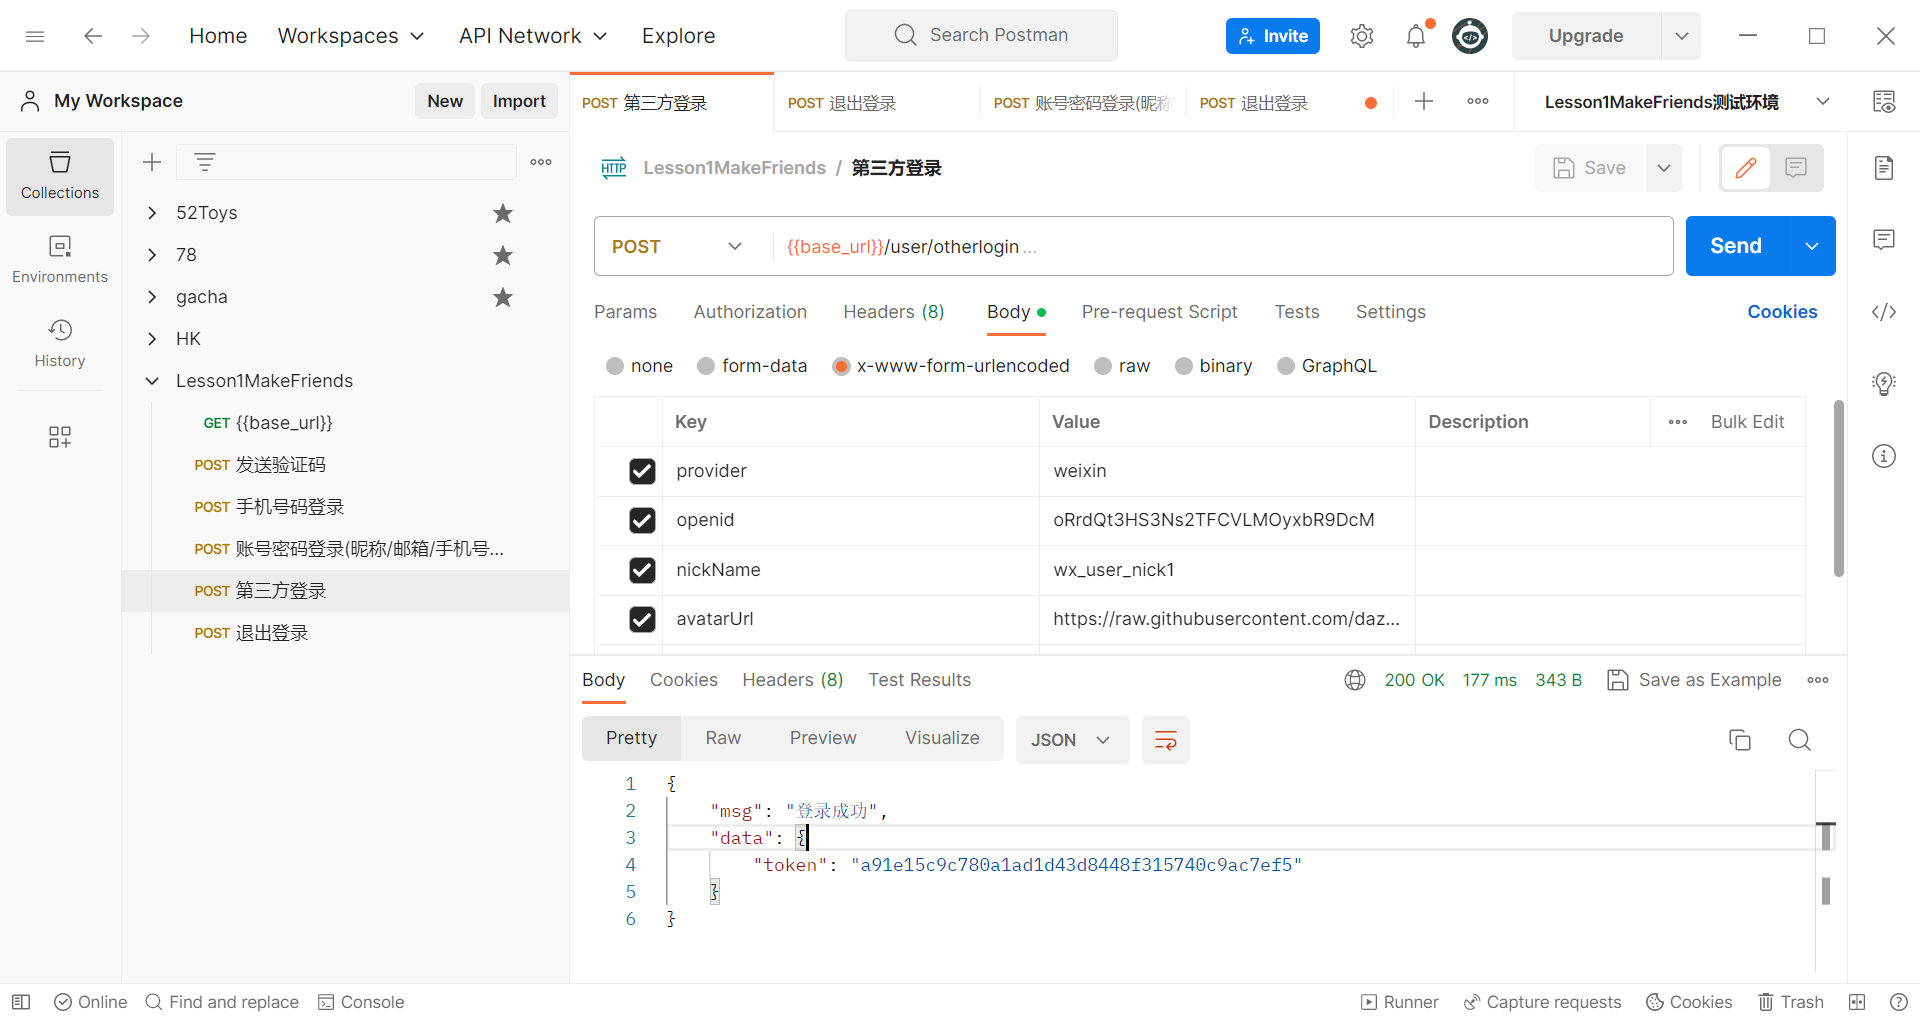 Home Workspaces API Network Explore Search Postman Invite Upgrade
My Workspace New Import
POST 第三方登录 POST 退出登录 POST 账号密码登录(昵称 POST 退出登录 Lesson1MakeFriends测试环境
Collections
Environments
History
52Toys
78
gacha
HK
Lesson1MakeFriends
GET {{base_url}}
POST 发送验证码
POST 手机号码登录
POST 账号密码登录(昵称/邮箱/手机号...
POST 第三方登录
POST 退出登录
HTTP Lesson1MakeFriends / 第三方登录 Save
POST {{base_url}}/user/otherlogin ... Send
Params Authorization Headers (8) Body Pre-request Script Tests Settings Cookies
none form-data x-www-form-urlencoded raw binary GraphQL
Key Value Description Bulk Edit
provider weixin
openid oRrdQt3HS3Ns2TFCVLMOyxbR9DcM
nickName wx_user_nick1
avatarUrl https://raw.githubusercontent.com/daz...
Body Cookies Headers (8) Test Results 200 OK 177 ms 343 B Save as Example
Pretty Raw Preview Visualize JSON
1 {
2 "msg": "登录成功",
3 "data": {
4 "token": "a91e15c9c780a1ad1d43d8448f315740c9ac7ef5"
5 }
6 }
Online Find and replace Console Runner Capture requests Cookies Trash